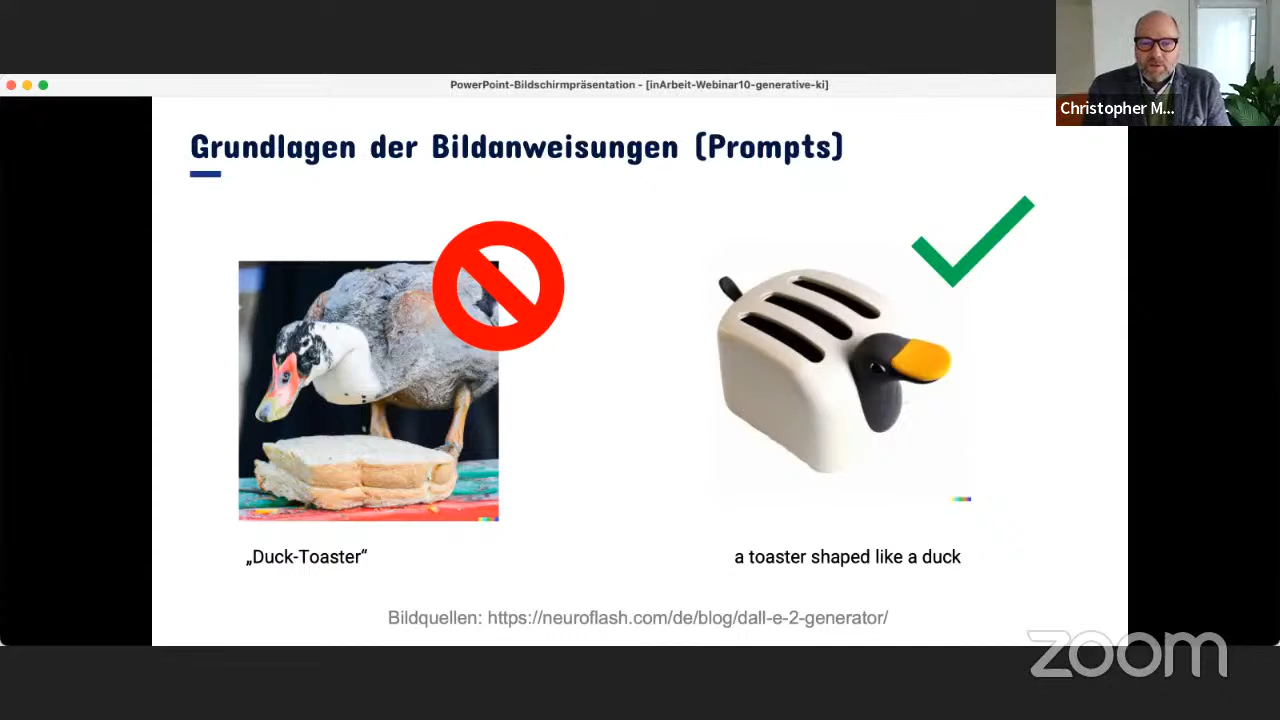 PowerPoint-Bildschirmpräsentation - [inArbeit-Webinar10-generative-ki]
Christopher M...
Grundlagen der Bildanweisungen (Prompts)
„Duck-Toaster“
a toaster shaped like a duck
Bildquellen: https://neuroflash.com/de/blog/dall-e-2-generator/
zoom